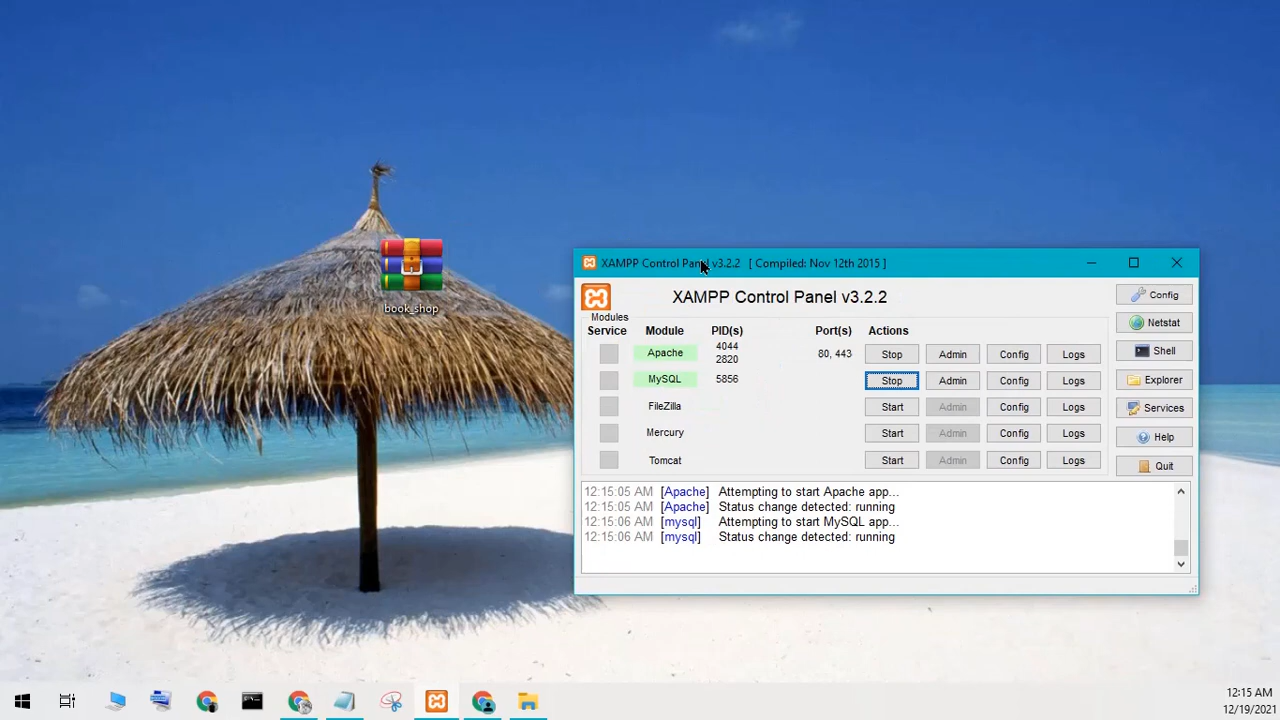 book_shop
XAMPP Control Panel v3.2.2 [ Compiled: Nov 12th 2015 ]
XAMPP Control Panel v3.2.2
Modules
Service Module PID(s) Port(s) Actions
Apache 4044 2820 80, 443 Stop Admin Config Logs
MySQL 5856 Stop Admin Config Logs
FileZilla Start Admin Config Logs
Mercury Start Admin Config Logs
Tomcat Start Admin Config Logs
Config
Netstat
Shell
Explorer
Services
Help
Quit
12:15:05 AM [Apache] Attempting to start Apache app...
12:15:05 AM [Apache] Status change detected: running
12:15:06 AM [mysql] Attempting to start MySQL app...
12:15:06 AM [mysql] Status change detected: running
12:15 AM
12/19/2021